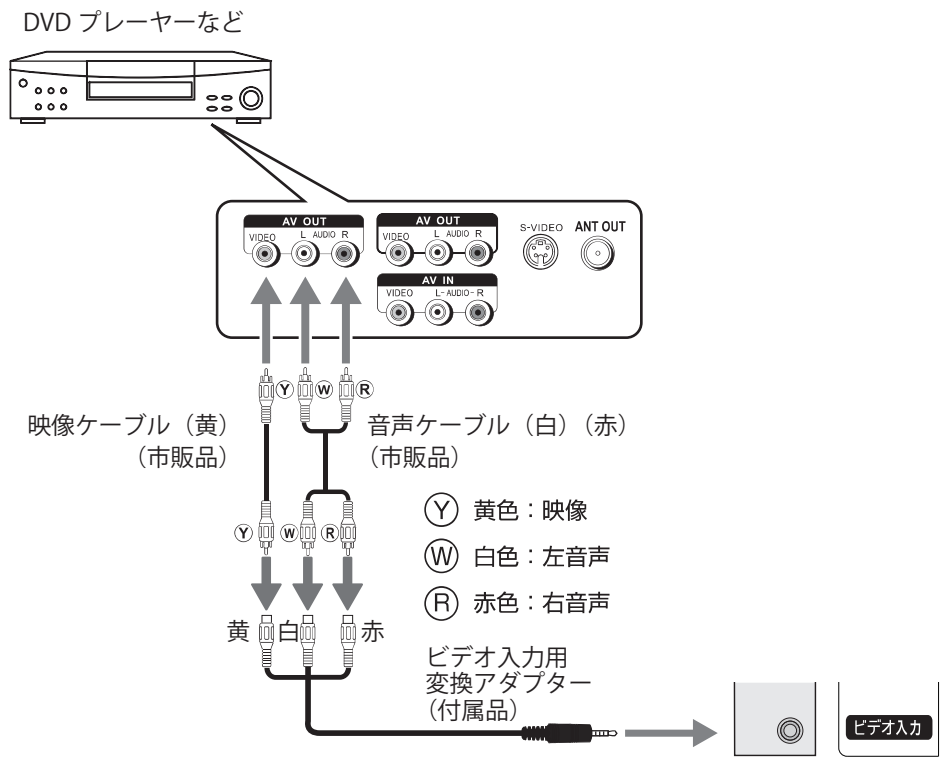 DVD プレーヤーなど
AV OUT
VIDEO L AUDIO R
AV OUT
VIDEO L AUDIO R
S-VIDEO
ANT OUT
AV IN
VIDEO L-AUDIO-R
Y W R
映像ケーブル（黄）
（市販品）
音声ケーブル（白）（赤）
（市販品）
Y W R
Y 黄色：映像
W 白色：左音声
R 赤色：右音声
黄 白 赤
ビデオ入力用
変換アダプター
（付属品）
ビデオ入力